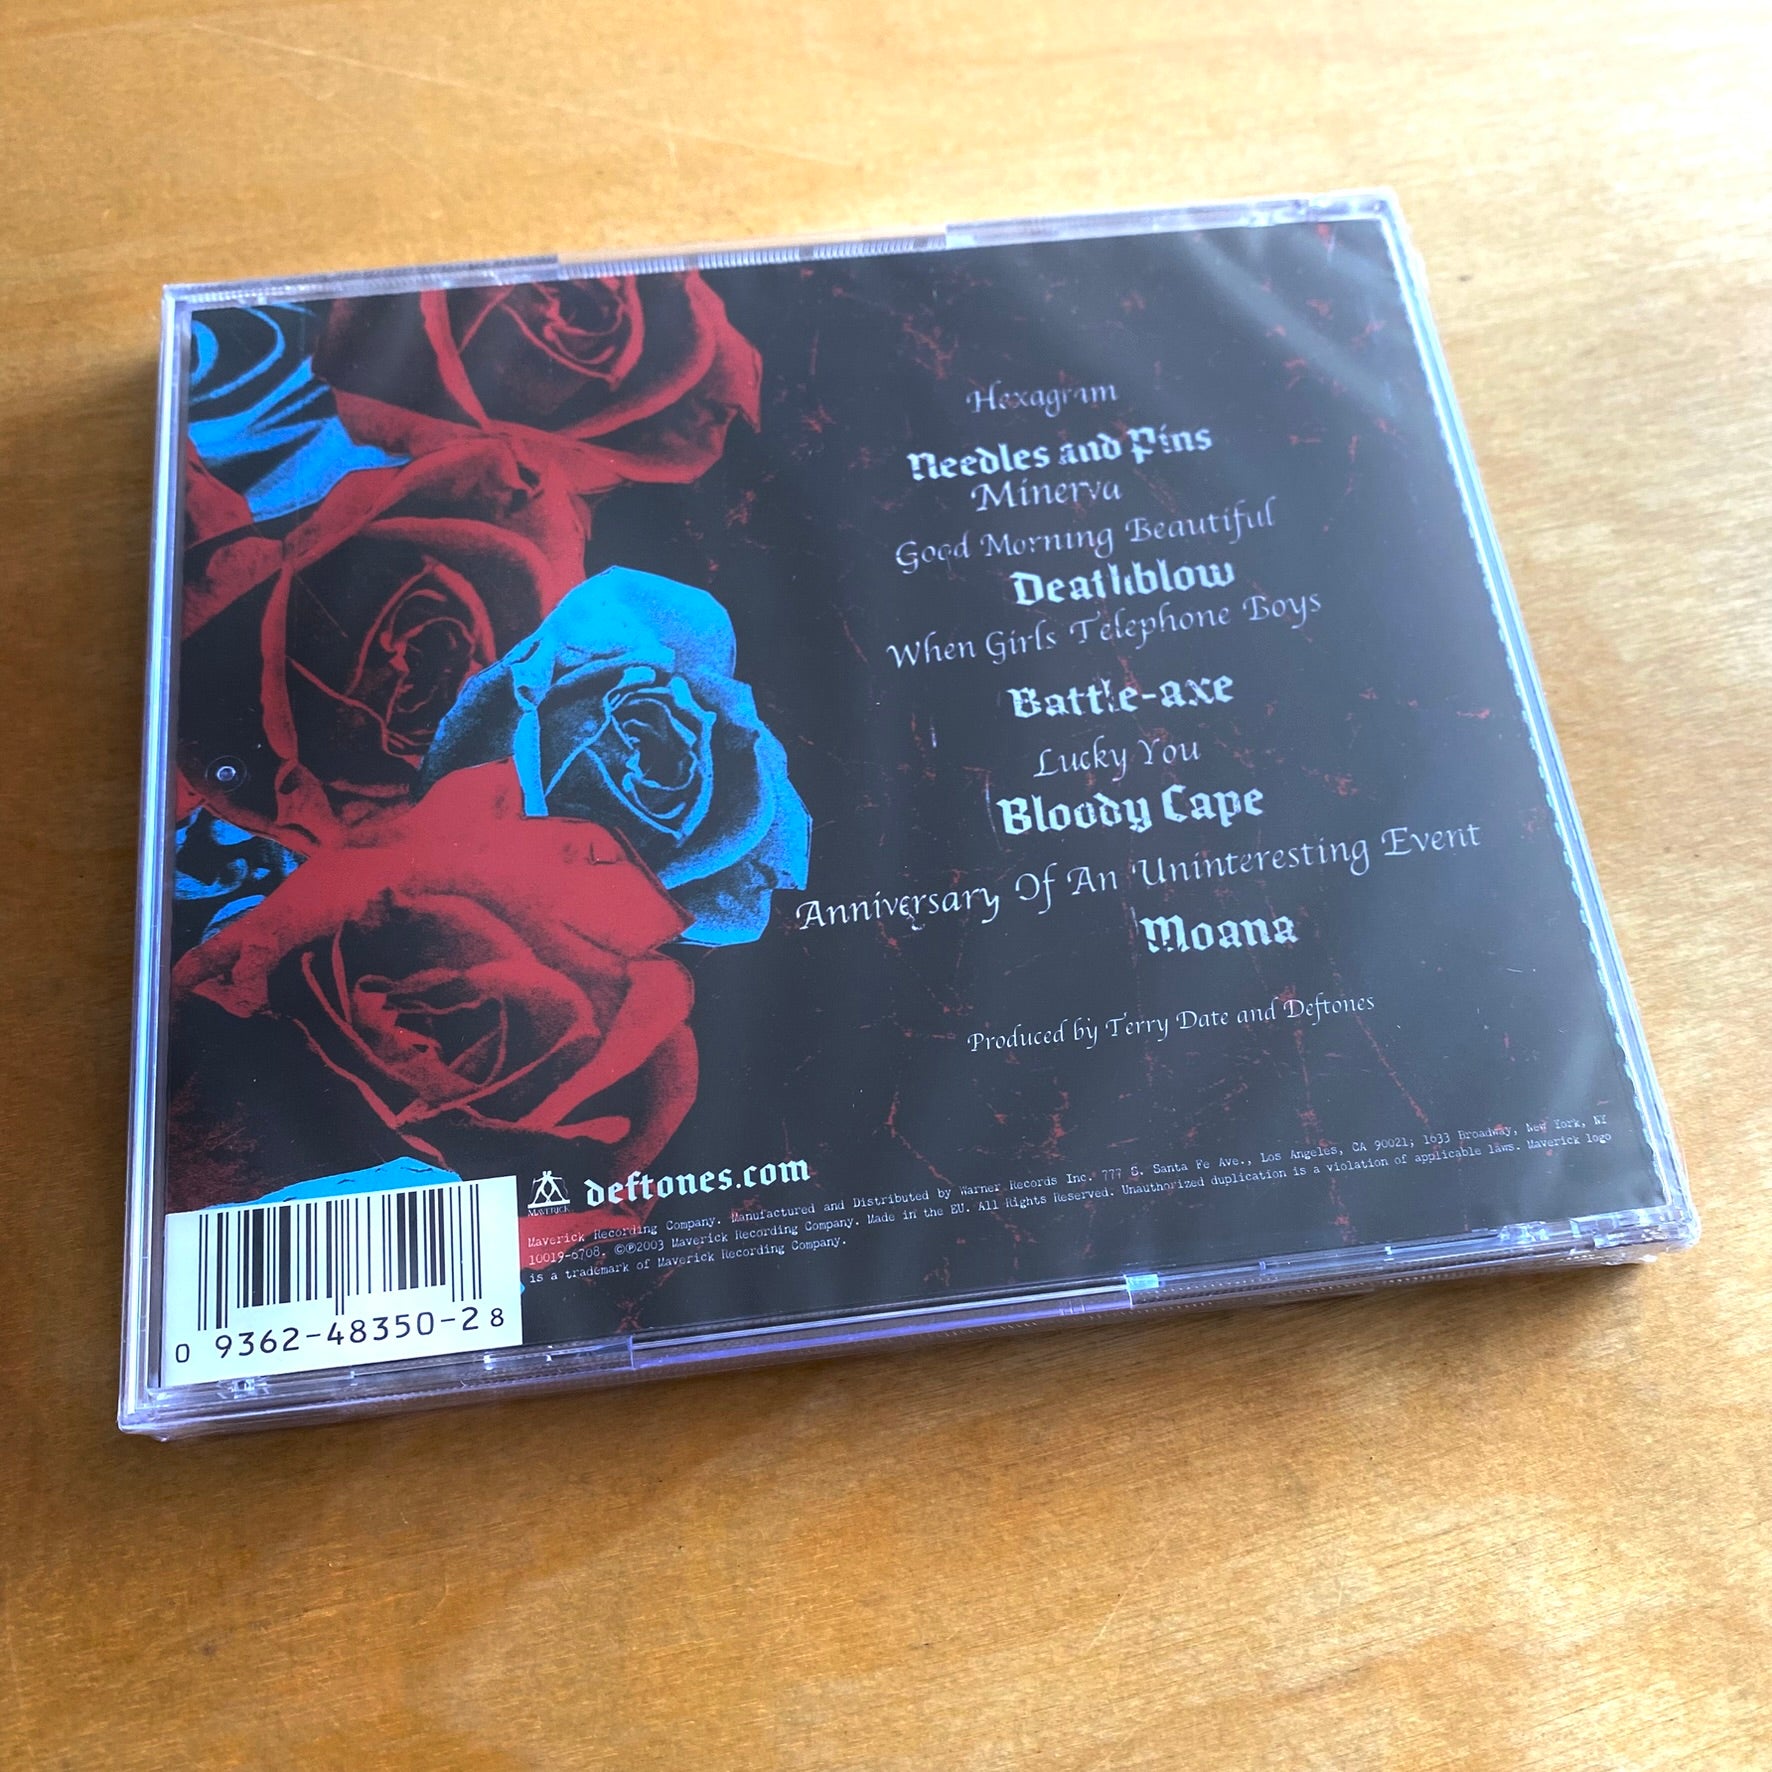 Hexagram
Needles and Pins
Minerva
Good Morning Beautiful
Deathblow
When Girls Telephone Boys
Battle-axe
Lucky You
Bloody Cape
Anniversary Of An Uninteresting Event
Moana
Produced by Terry Date and Deftones
MAVERICK
deftones.com
Maverick Recording Company. Manufactured and Distributed by Warner Records Inc. 777 S. Santa Fe Ave., Los Angeles, CA 90021; 1633 Broadway, New York, NY
10019-6708. ©℗2003 Maverick Recording Company. Made in the EU. All Rights Reserved. Unauthorized duplication is a violation of applicable laws. Maverick logo
is a trademark of Maverick Recording Company.
0 9362-48350-2 8